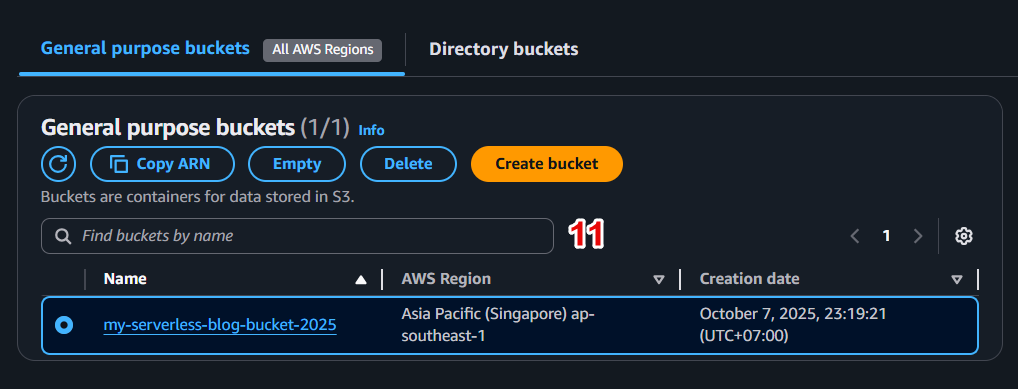 General purpose buckets All AWS Regions Directory buckets
General purpose buckets (1/1) Info
Copy ARN Empty Delete Create bucket
Buckets are containers for data stored in S3.
Find buckets by name 11 1
Name AWS Region Creation date
my-serverless-blog-bucket-2025 Asia Pacific (Singapore) ap- October 7, 2025, 23:19:21
southeast-1 (UTC+07:00)